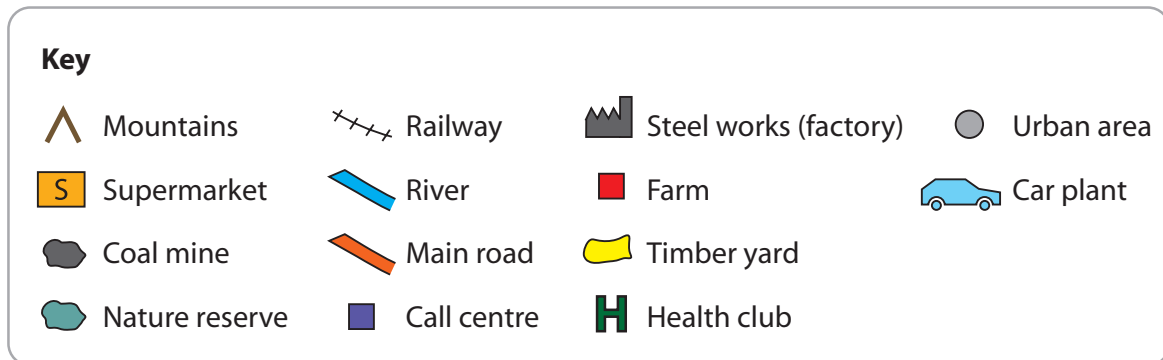 Key
Mountains Railway Steel works (factory) Urban area
S Supermarket River Farm Car plant
Coal mine Main road Timber yard
Nature reserve Call centre H Health club